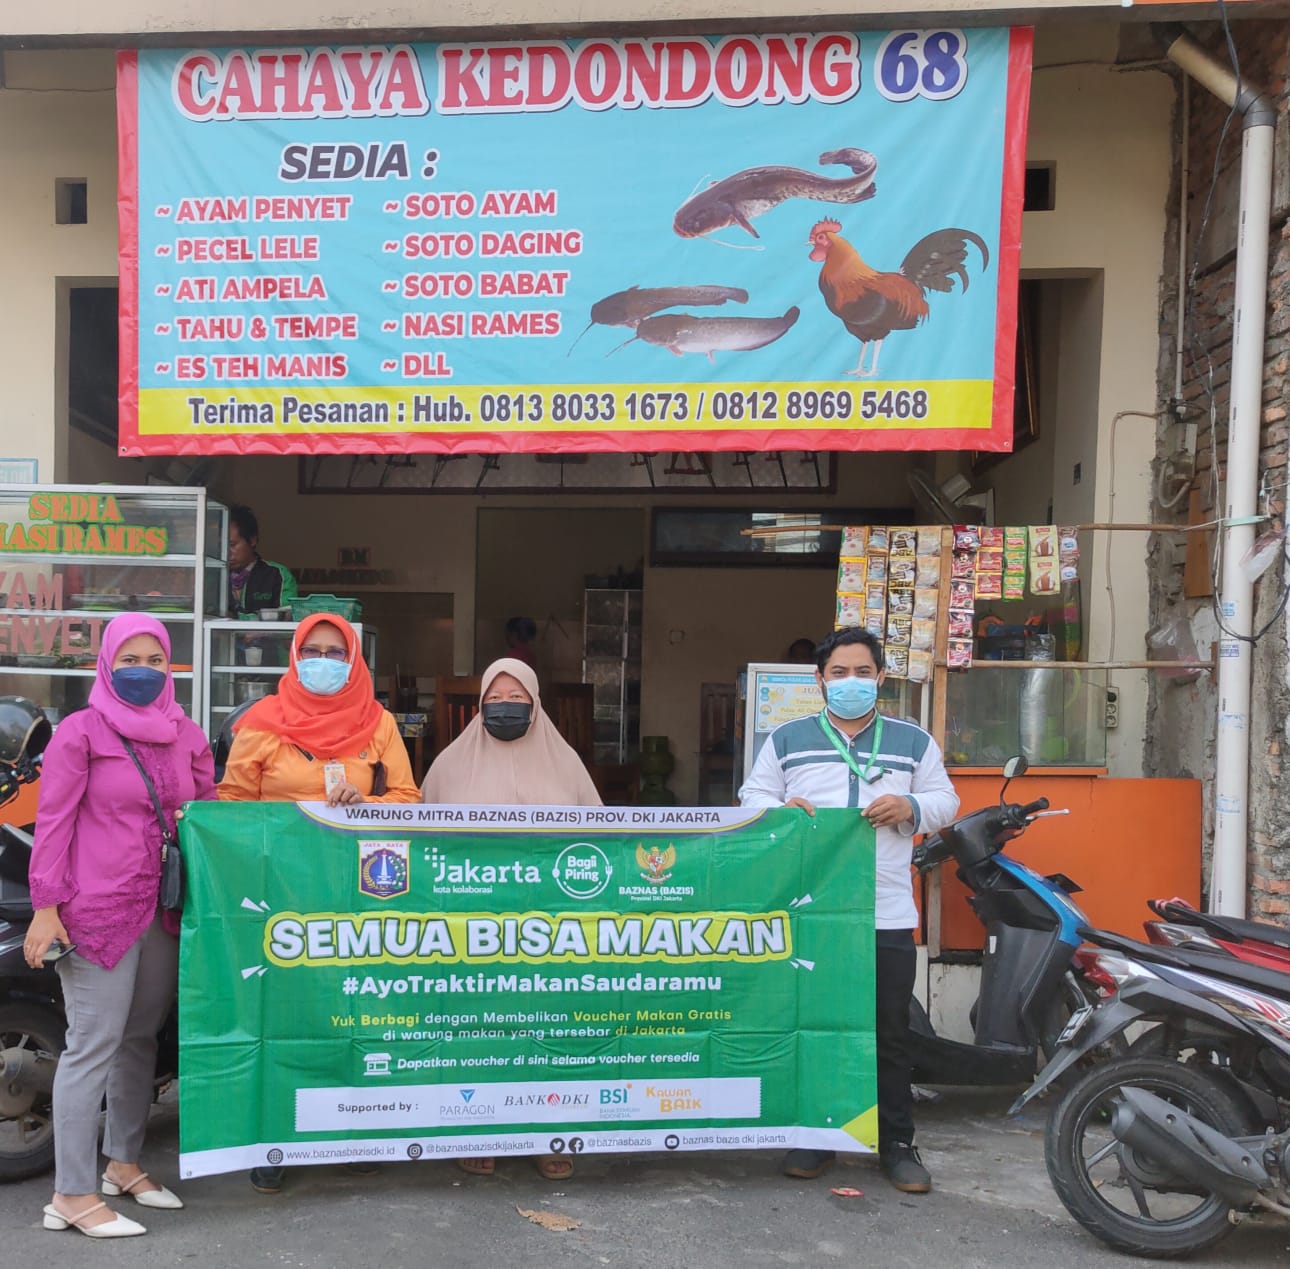 CAHAYA KEDONDONG 68
SEDIA :
~ AYAM PENYET
~ PECEL LELE
~ ATI AMPELA
~ TAHU & TEMPE
~ ES TEH MANIS
~ SOTO AYAM
~ SOTO DAGING
~ SOTO BABAT
~ NASI RAMES
~ DLL
Terima Pesanan : Hub. 0813 8033 1673 / 0812 8969 5468
SEDIA
NASI RAMES
AYAM
PENYET
WARUNG MITRA BAZNAS (BAZIS) PROV. DKI JAKARTA
JAYA RAYA
Jakarta
kota kolaborasi
Bagi
Piring
BAZNAS (BAZIS)
Provinsi DKI Jakarta
SEMUA BISA MAKAN
#AyoTraktirMakanSaudaramu
Yuk Berbagi dengan Membelikan Voucher Makan Gratis
di warung makan yang tersebar di Jakarta
Dapatkan voucher di sini selama voucher tersedia
Supported by :
PARAGON
BANK DKI
BSI
BANK SYARIAH
INDONESIA
KAWAN
BAIK
www.baznasbazisdki.id
@baznasbazisdkijakarta
@baznasbazis
baznas bazis dki jakarta